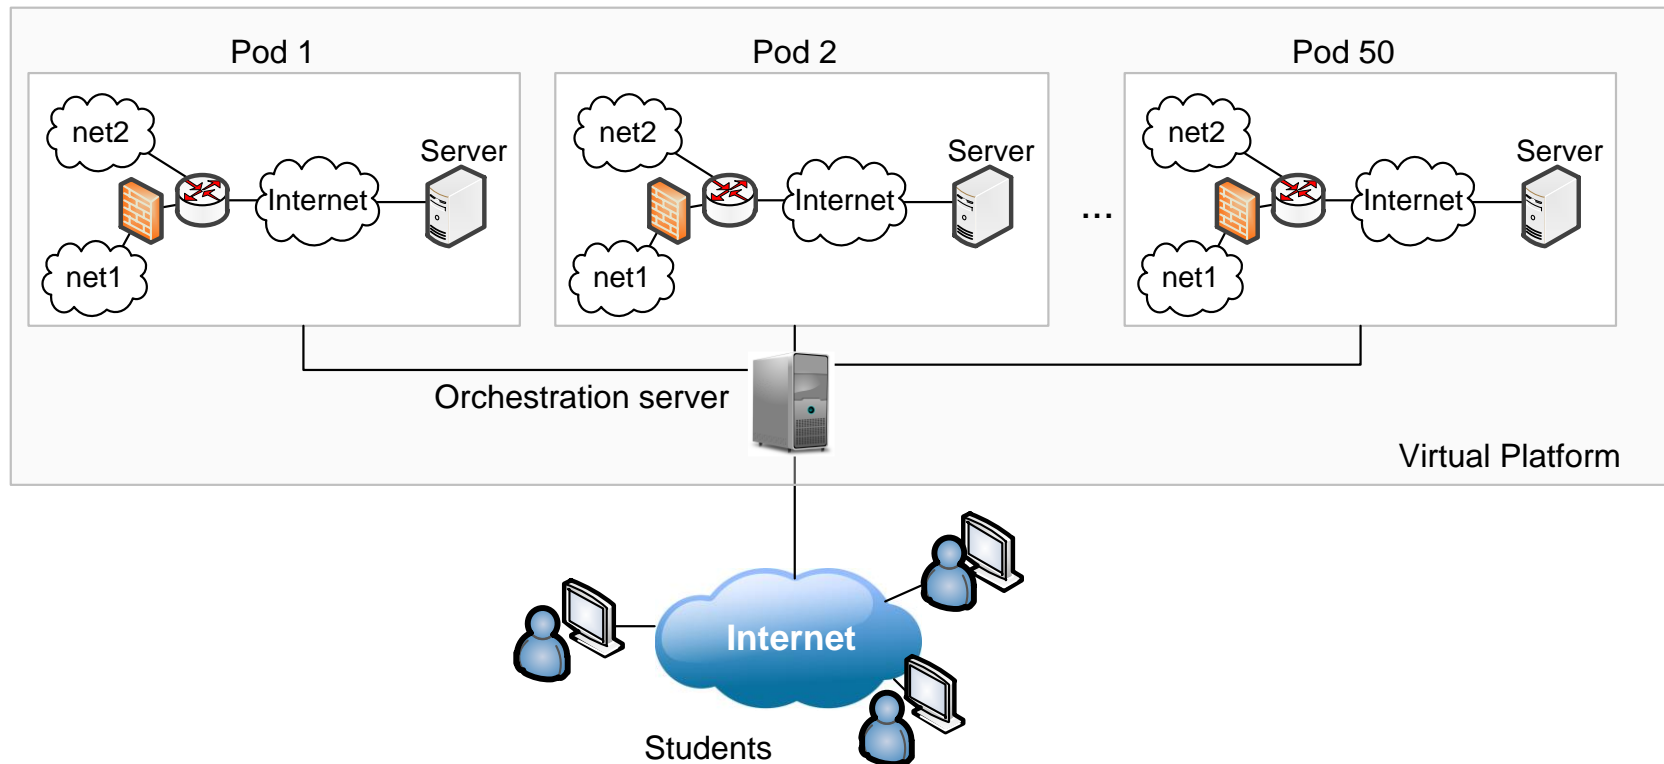 Pod 1
Pod 2
Pod 50
net2
Server
Internet
net1
net2
Server
Internet
net1
...
net2
Server
Internet
net1
Orchestration server
Virtual Platform
Internet
Students